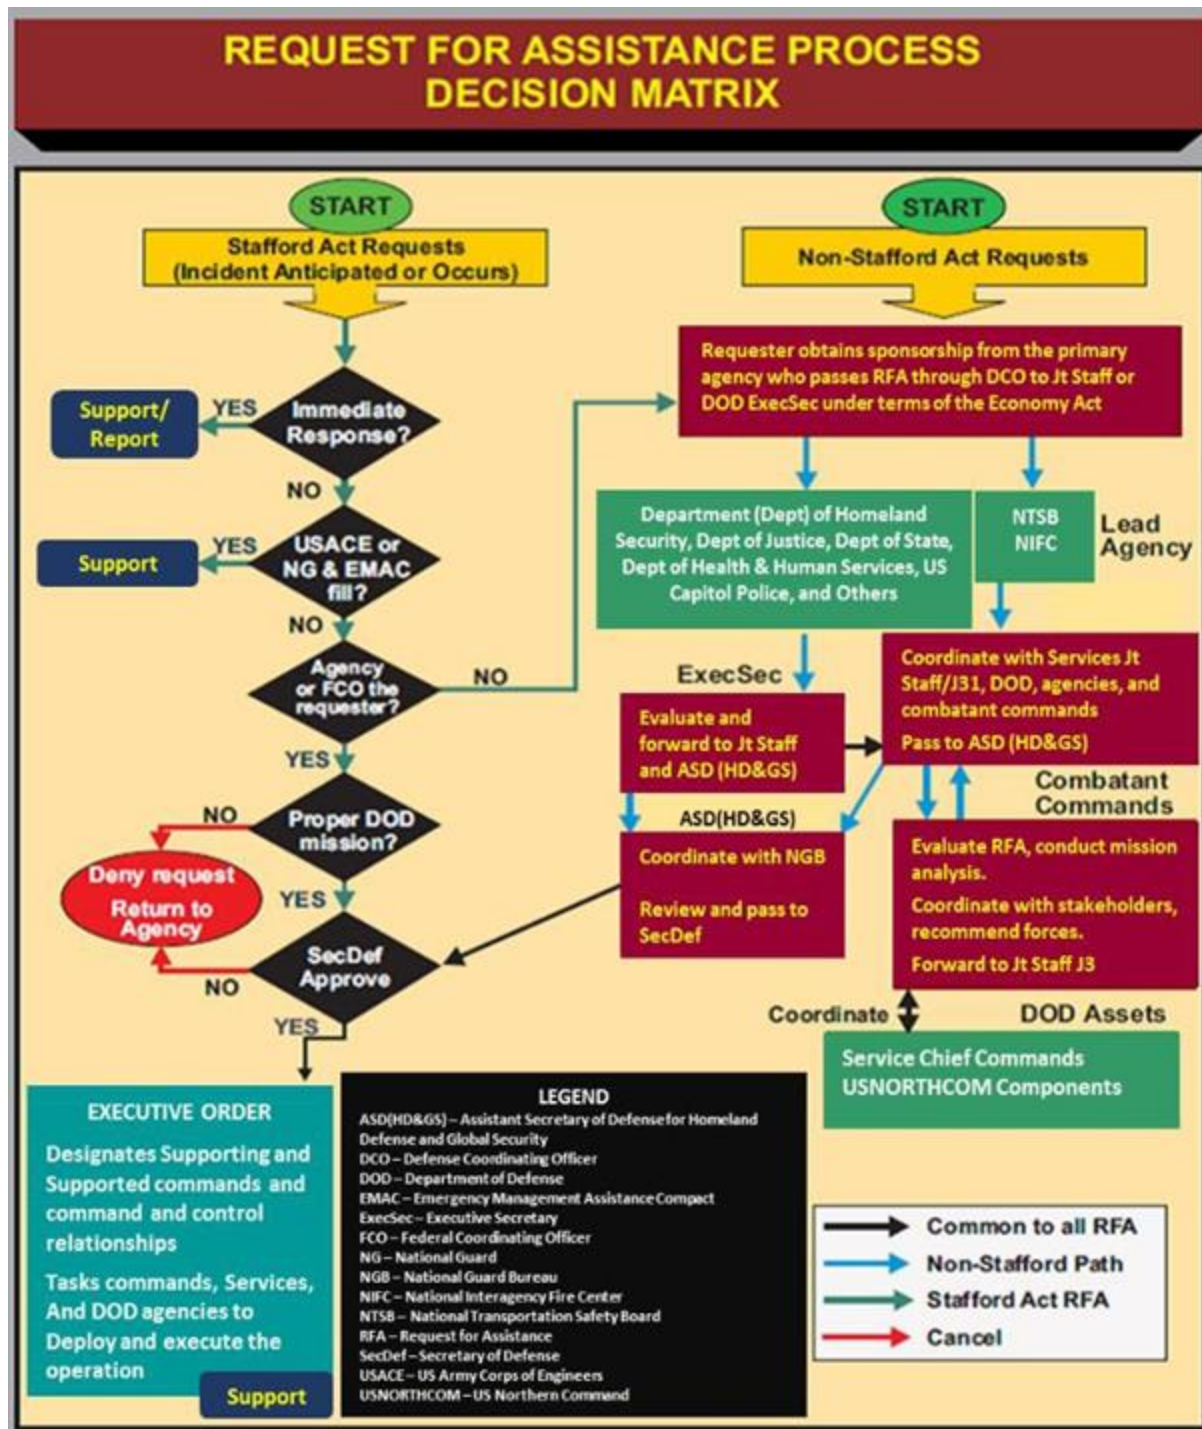 REQUEST FOR ASSISTANCE PROCESS
DECISION MATRIX
START
Stafford Act Requests
(Incident Anticipated or Occurs)
Immediate
Response?
YES
Support/
Report
NO
USACE or
NG & EMAC
fill?
YES
Support
NO
Agency
or FCO the
requester?
NO
YES
Proper DOD
mission?
NO
Deny request
Return to
Agency
YES
SecDef
Approve
NO
YES
EXECUTIVE ORDER
Designates Supporting and
Supported commands and
command and control
relationships
Tasks commands, Services,
And DOD agencies to
Deploy and execute the
operation
Support
START
Non-Stafford Act Requests
Requester obtains sponsorship from the primary
agency who passes RFA through DCO to Jt Staff or
DOD ExecSec under terms of the Economy Act
Department (Dept) of Homeland
Security, Dept of Justice, Dept of State,
Dept of Health & Human Services, US
Capitol Police, and Others
NTSB
NIFC
Lead
Agency
ExecSec
Evaluate and
forward to Jt Staff
and ASD (HD&GS)
Coordinate with Services Jt
Staff/J31, DOD, agencies, and
combatant commands
Pass to ASD (HD&GS)
ASD(HD&GS)
Coordinate with NGB
Review and pass to
SecDef
Combatant
Commands
Evaluate RFA, conduct mission
analysis.
Coordinate with stakeholders,
recommend forces.
Forward to Jt Staff J3
Coordinate
DOD Assets
Service Chief Commands
USNORTHCOM Components
LEGEND
ASD(HD&GS) – Assistant Secretary of Defense for Homeland
Defense and Global Security
DCO – Defense Coordinating Officer
DOD – Department of Defense
EMAC – Emergency Management Assistance Compact
ExecSec – Executive Secretary
FCO – Federal Coordinating Officer
NG – National Guard
NGB – National Guard Bureau
NIFC – National Interagency Fire Center
NTSB – National Transportation Safety Board
RFA – Request for Assistance
SecDef – Secretary of Defense
USACE – US Army Corps of Engineers
USNORTHCOM – US Northern Command
Common to all RFA
Non-Stafford Path
Stafford Act RFA
Cancel